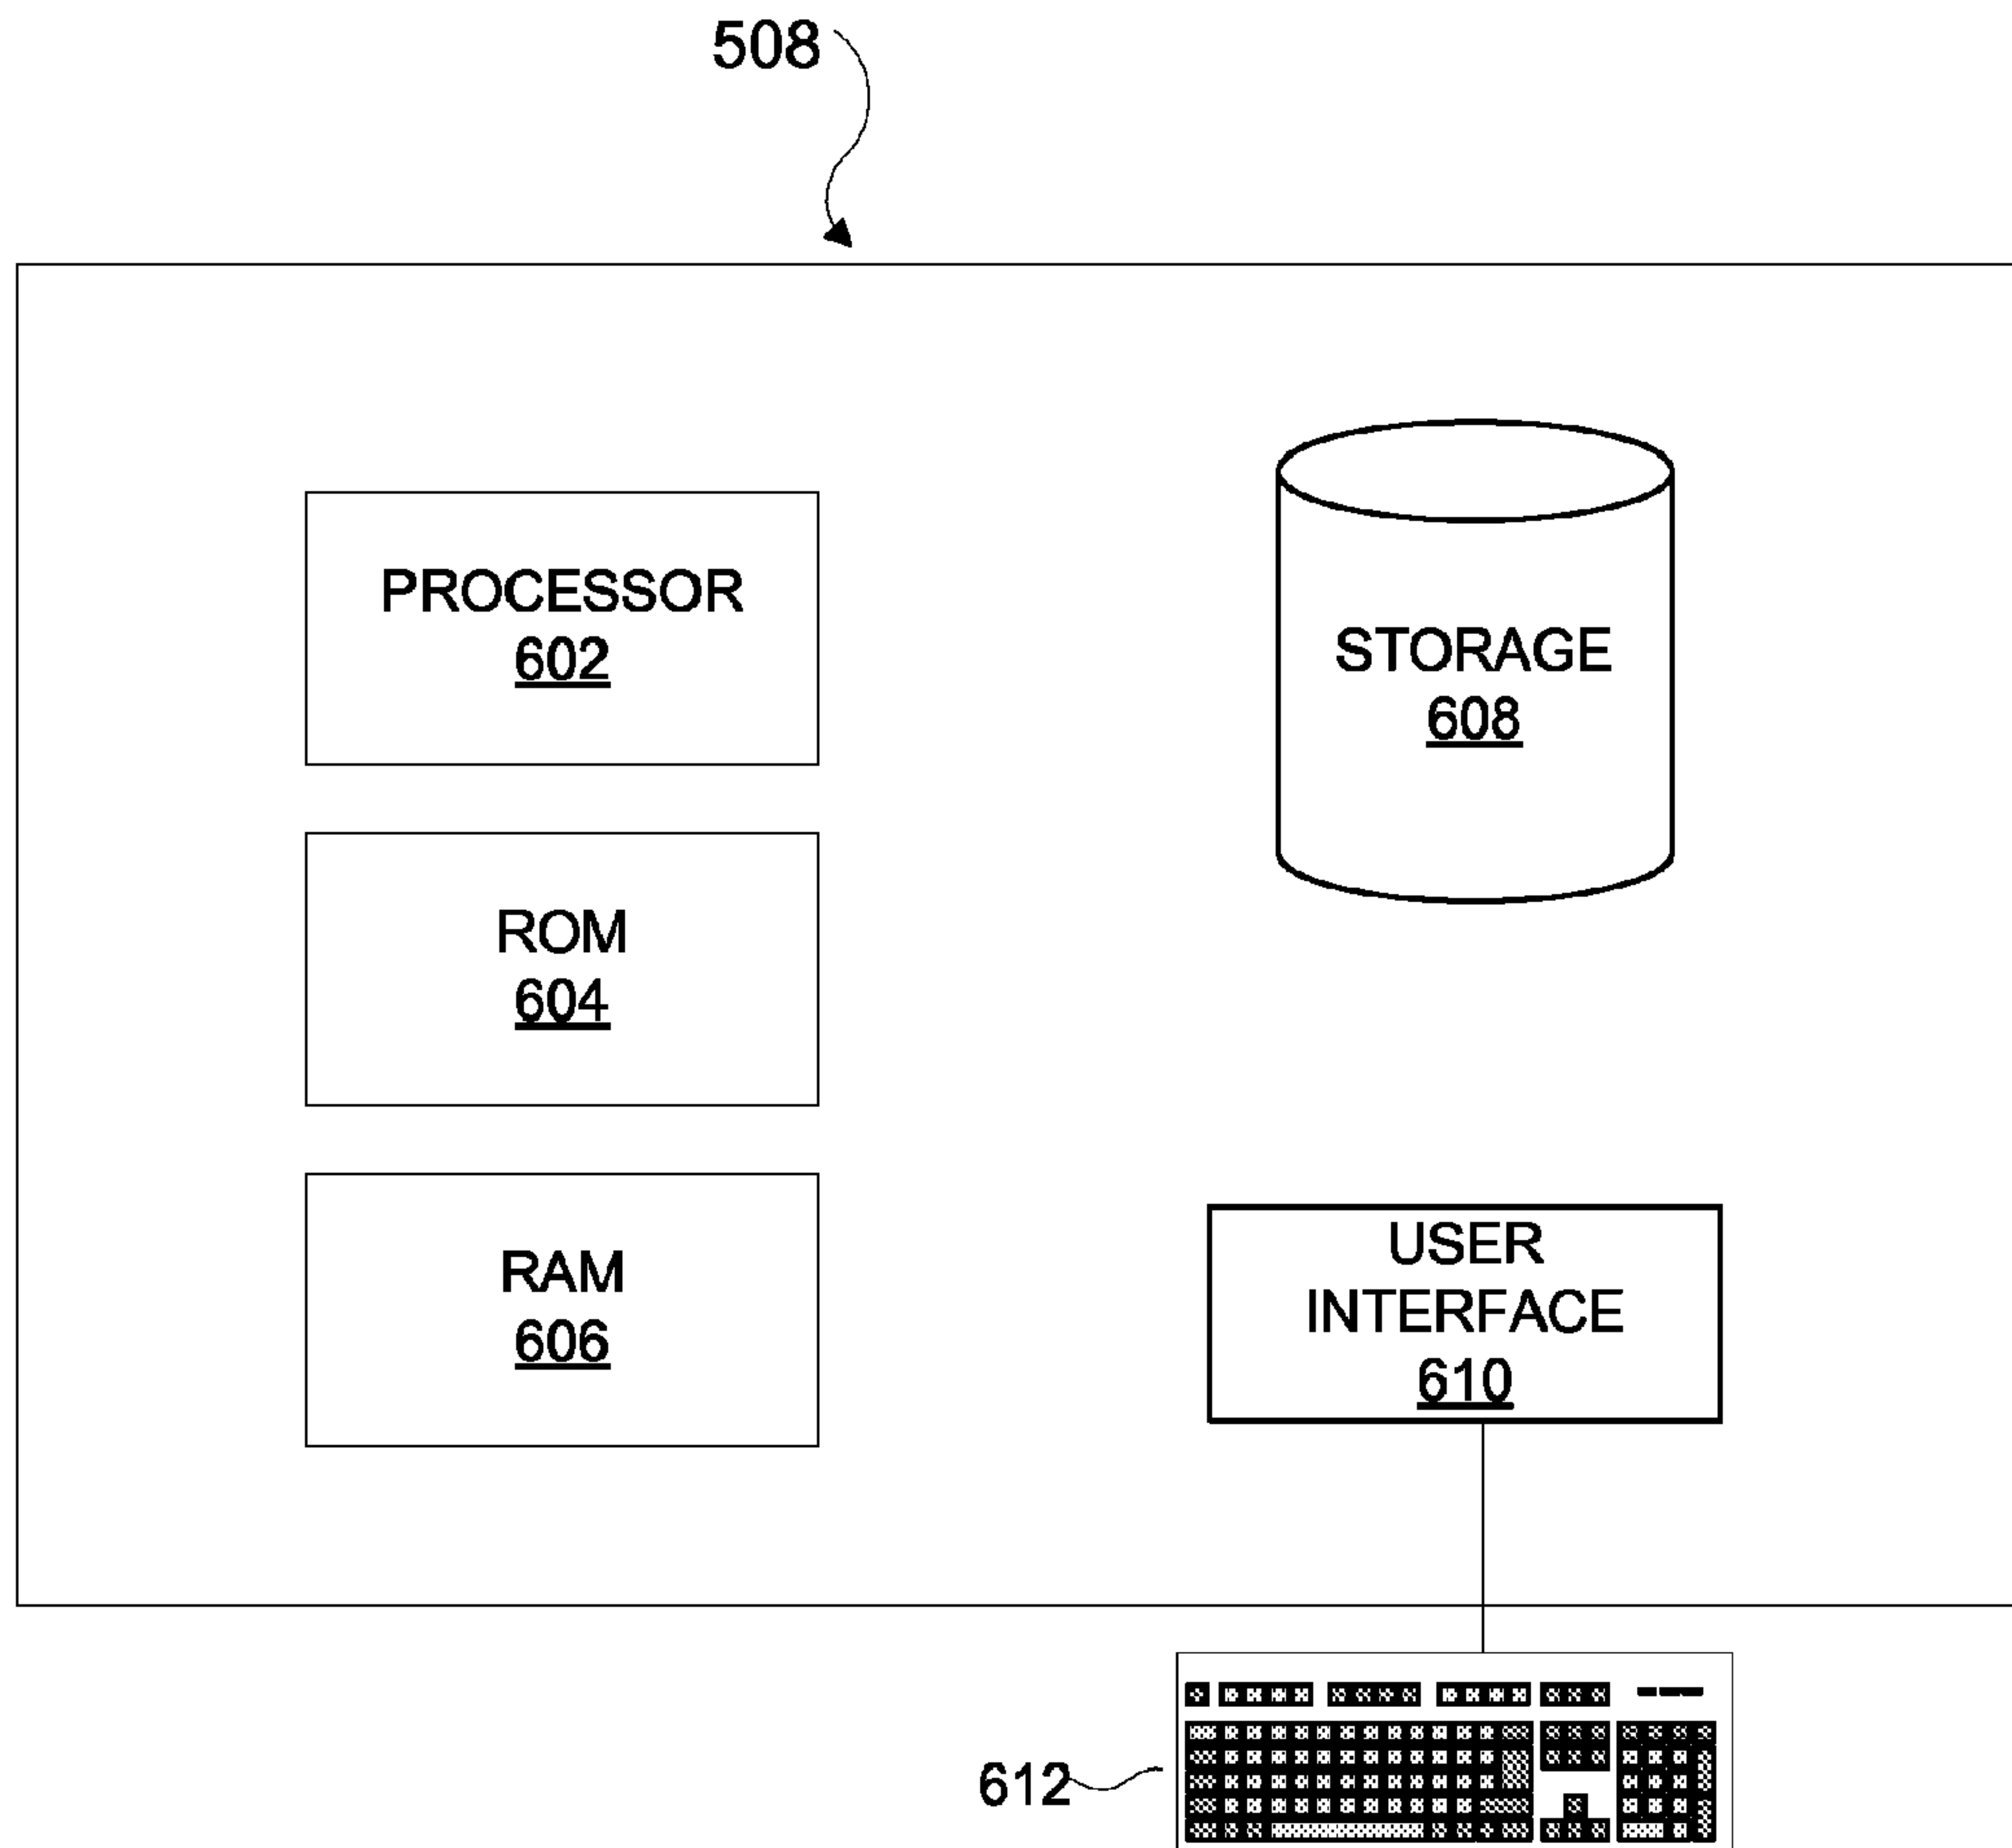 508
PROCESSOR
602
STORAGE
608
ROM
604
RAM
606
USER
INTERFACE
610
612